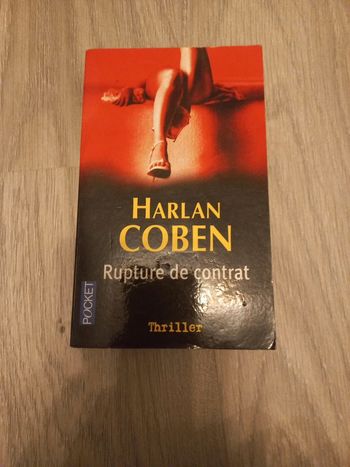 HARLAN
COBEN
Rupture de contrat
POCKET
Thriller